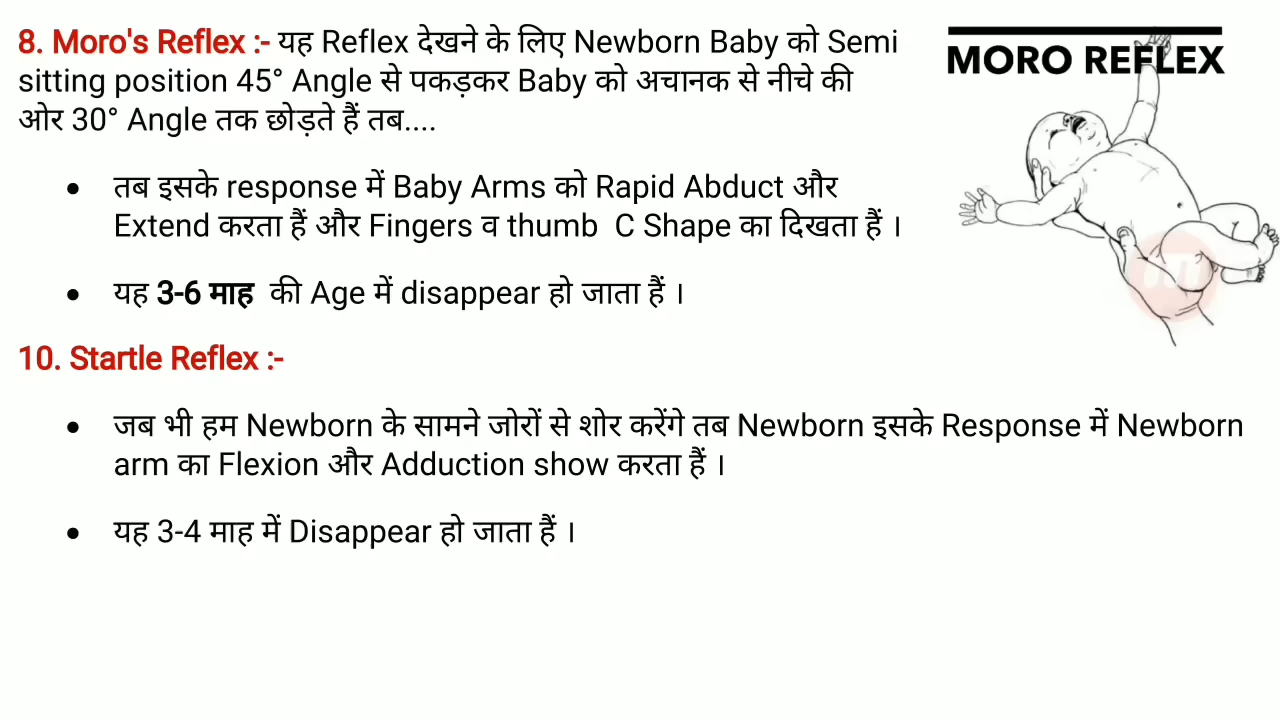 8. Moro's Reflex :- यह Reflex देखने के लिए Newborn Baby को Semi
sitting position 45° Angle से पकड़कर Baby को अचानक से नीचे की
ओर 30° Angle तक छोड़ते हैं तब....
• तब इसके response में Baby Arms को Rapid Abduct और
Extend करता हैं और Fingers व thumb C Shape का दिखता हैं ।
• यह 3-6 माह की Age में disappear हो जाता हैं ।
MORO REFLEX
10. Startle Reflex :-
• जब भी हम Newborn के सामने जोरों से शोर करेंगे तब Newborn इसके Response में Newborn
arm का Flexion और Adduction show करता हैं ।
• यह 3-4 माह में Disappear हो जाता हैं ।